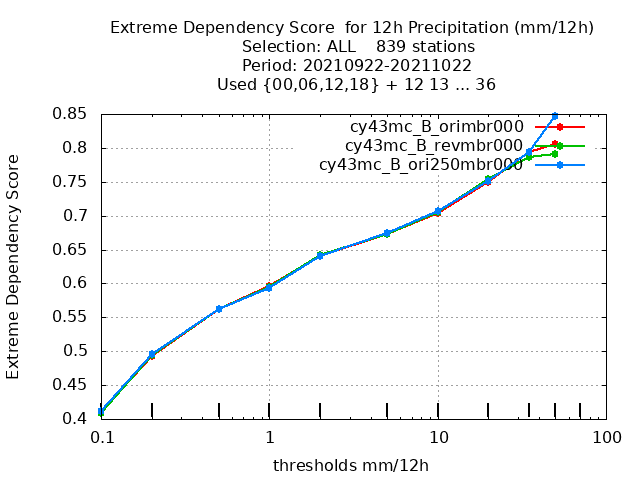 Extreme Dependency Score  for 12h Precipitation (mm/12h)
Selection: ALL    839 stations
Period: 20210922-20211022
Used {00,06,12,18} + 12 13 ... 36
cy43mc_B_orimbr000
cy43mc_B_revmbr000
cy43mc_B_ori250mbr000
Extreme Dependency Score
0.85
0.8
0.75
0.7
0.65
0.6
0.55
0.5
0.45
0.4
0.1 1 10 100
thresholds mm/12h